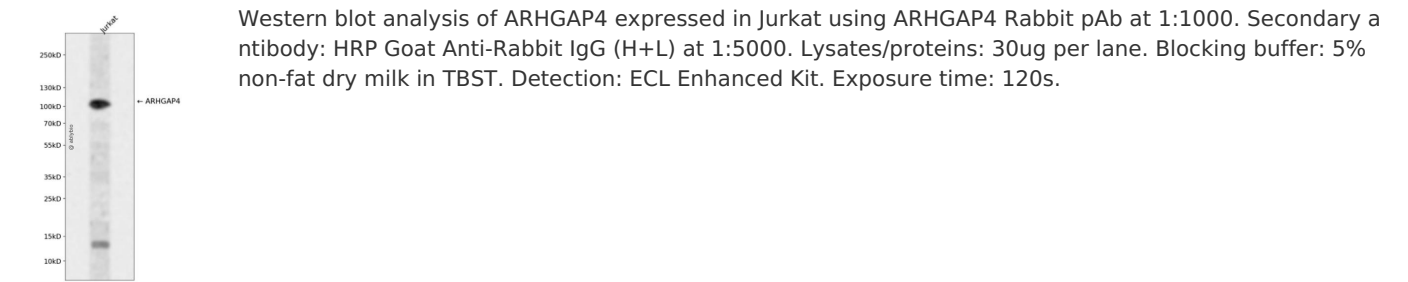 Jurkat
250kD
130kD
100kD
70kD
55kD
35kD
25kD
15kD
10kD
← ARHGAP4
Western blot analysis of ARHGAP4 expressed in Jurkat using ARHGAP4 Rabbit pAb at 1:1000. Secondary a
ntibody: HRP Goat Anti-Rabbit IgG (H+L) at 1:5000. Lysates/proteins: 30ug per lane. Blocking buffer: 5%
non-fat dry milk in TBST. Detection: ECL Enhanced Kit. Exposure time: 120s.